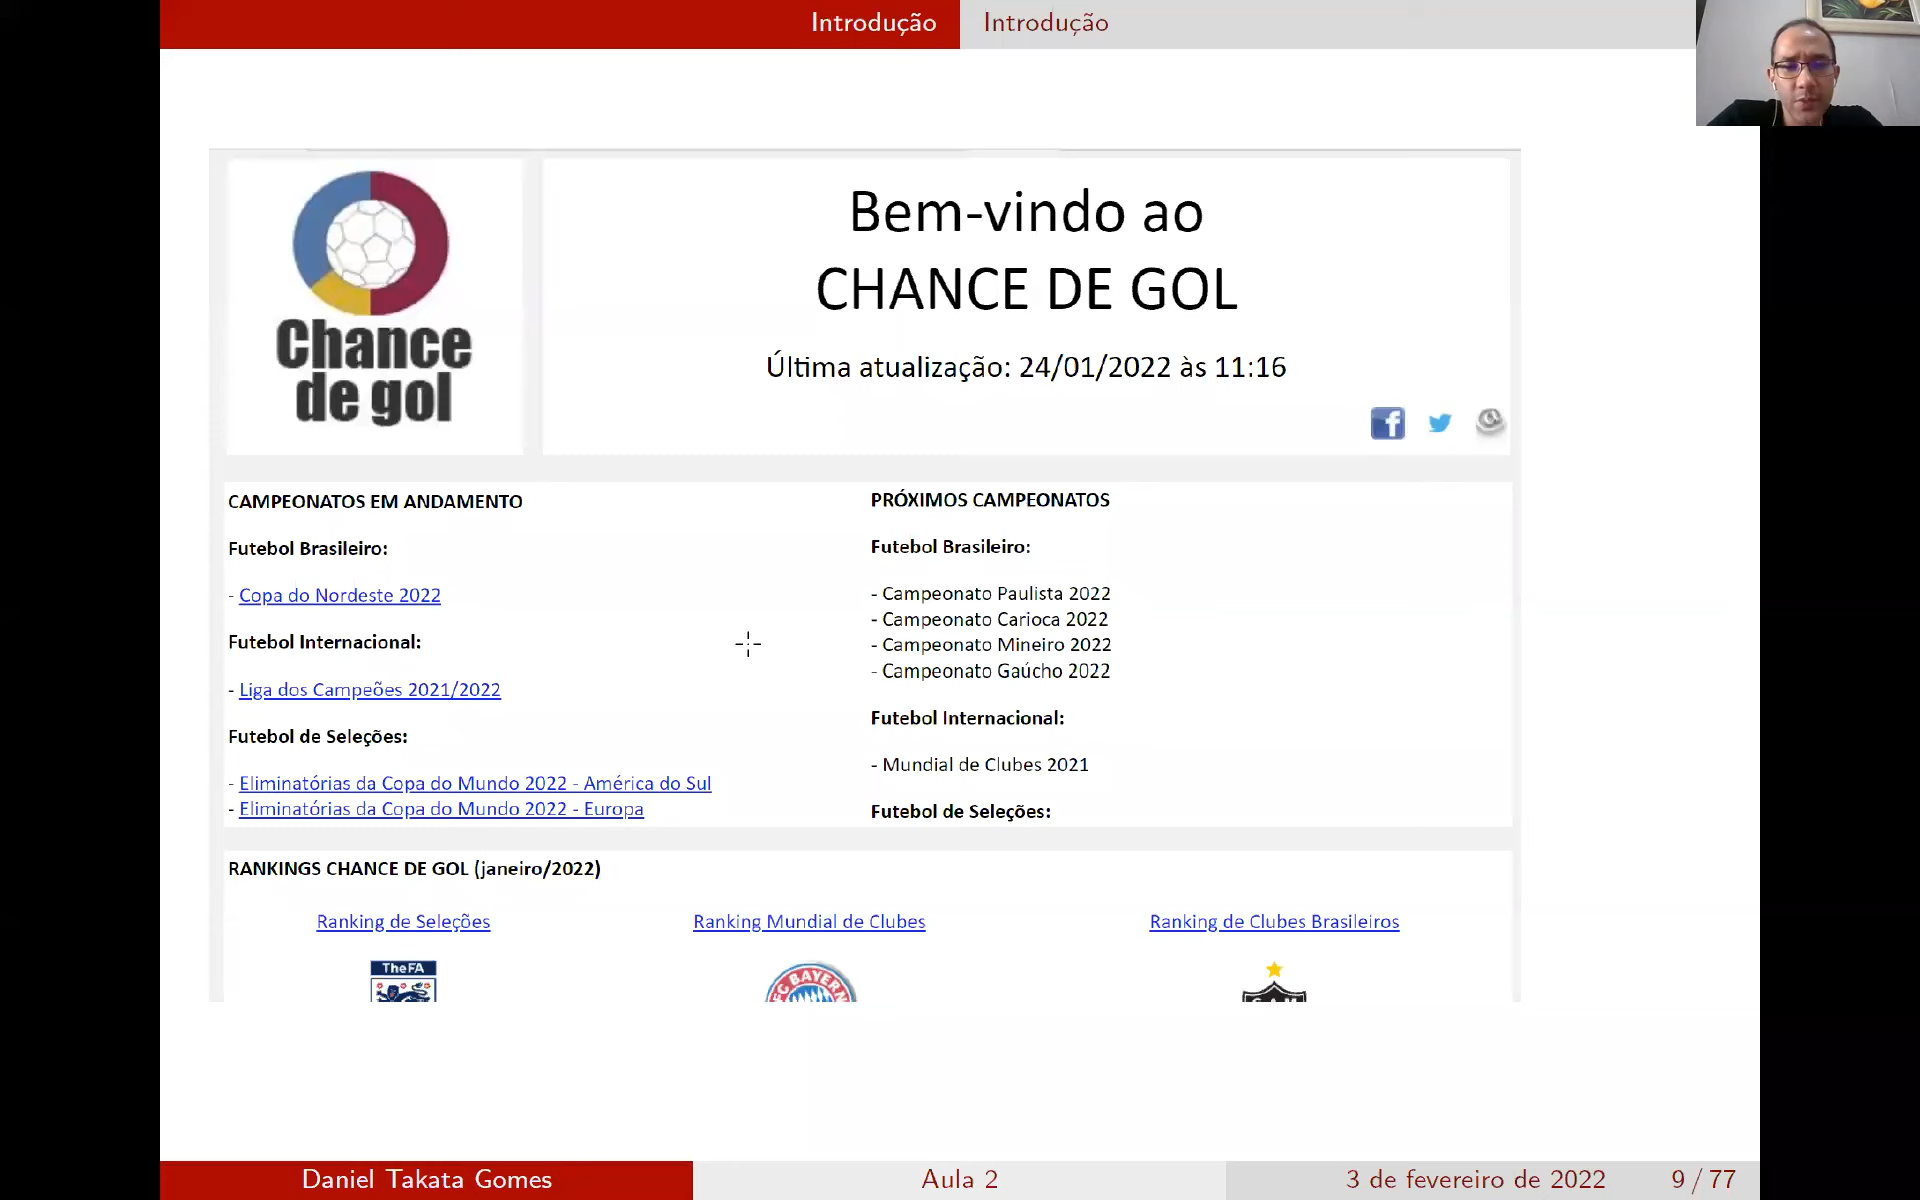 Introdução
Introdução
Chance
de gol
Bem-vindo ao
CHANCE DE GOL
Última atualização: 24/01/2022 às 11:16
CAMPEONATOS EM ANDAMENTO
Futebol Brasileiro:
- Copa do Nordeste 2022
Futebol Internacional:
- Liga dos Campeões 2021/2022
Futebol de Seleções:
- Eliminatórias da Copa do Mundo 2022 - América do Sul
- Eliminatórias da Copa do Mundo 2022 - Europa
PRÓXIMOS CAMPEONATOS
Futebol Brasileiro:
- Campeonato Paulista 2022
- Campeonato Carioca 2022
- Campeonato Mineiro 2022
- Campeonato Gaúcho 2022
Futebol Internacional:
- Mundial de Clubes 2021
Futebol de Seleções:
RANKINGS CHANCE DE GOL (janeiro/2022)
Ranking de Seleções
Ranking Mundial de Clubes
Ranking de Clubes Brasileiros
The FA
FC BAYERN
Daniel Takata Gomes
Aula 2
3 de fevereiro de 2022
9 / 77